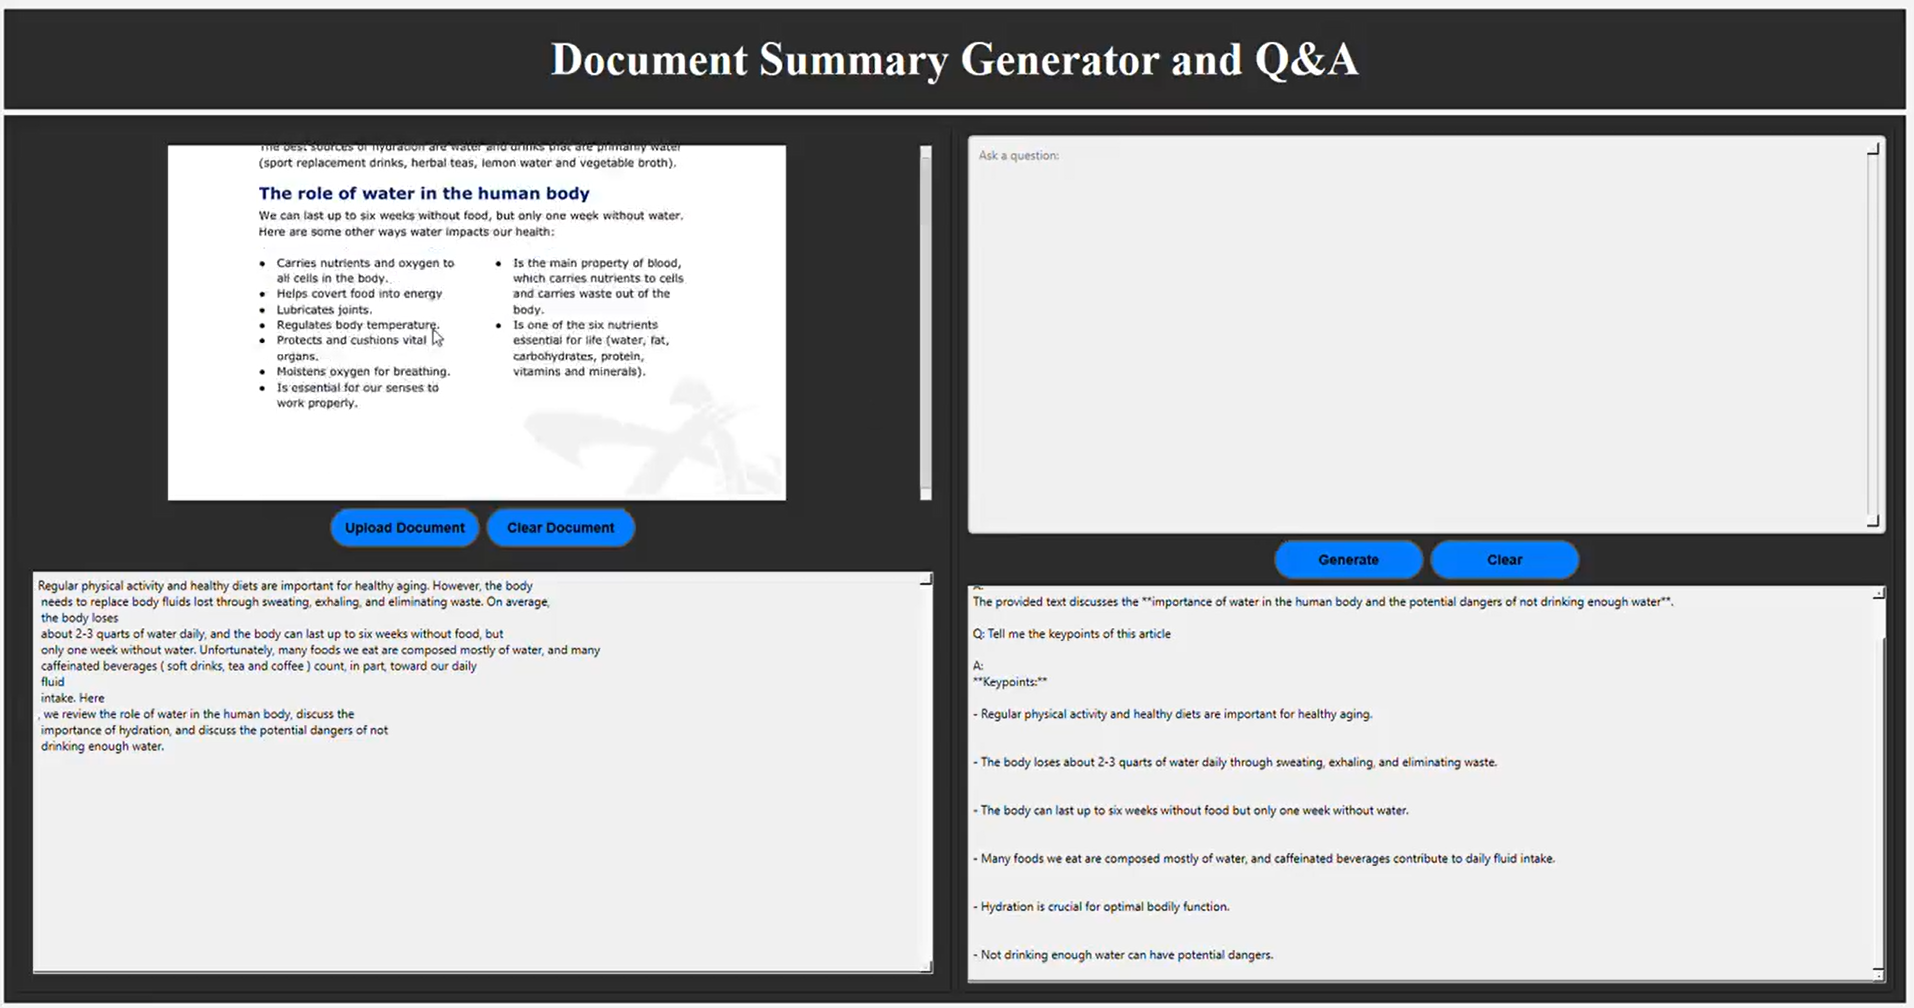 Document Summary Generator and Q&A
The best sources of hydration are water and drinks that are primarily water
(sport replacement drinks, herbal teas, lemon water and vegetable broth).
The role of water in the human body
We can last up to six weeks without food, but only one week without water.
Here are some other ways water impacts our health:
• Carries nutrients and oxygen to
all cells in the body.
• Helps covert food into energy
• Lubricates joints.
• Regulates body temperature.
• Protects and cushions vital
organs.
• Moistens oxygen for breathing.
• Is essential for our senses to
work properly.
• Is the main property of blood,
which carries nutrients to cells
and carries waste out of the
body.
• Is one of the six nutrients
essential for life (water, fat,
carbohydrates, protein,
vitamins and minerals).
Upload Document
Clear Document
Regular physical activity and healthy diets are important for healthy aging. However, the body
needs to replace body fluids lost through sweating, exhaling, and eliminating waste. On average,
the body loses
about 2-3 quarts of water daily, and the body can last up to six weeks without food, but
only one week without water. Unfortunately, many foods we eat are composed mostly of water, and many
caffeinated beverages ( soft drinks, tea and coffee ) count, in part, toward our daily
fluid
intake. Here
, we review the role of water in the human body, discuss the
importance of hydration, and discuss the potential dangers of not
drinking enough water.
Ask a question:
Generate
Clear
A:
The provided text discusses the **importance of water in the human body and the potential dangers of not drinking enough water**.
Q: Tell me the keypoints of this article
A:
**Keypoints:**
- Regular physical activity and healthy diets are important for healthy aging.
- The body loses about 2-3 quarts of water daily through sweating, exhaling, and eliminating waste.
- The body can last up to six weeks without food but only one week without water.
- Many foods we eat are composed mostly of water, and caffeinated beverages contribute to daily fluid intake.
- Hydration is crucial for optimal bodily function.
- Not drinking enough water can have potential dangers.